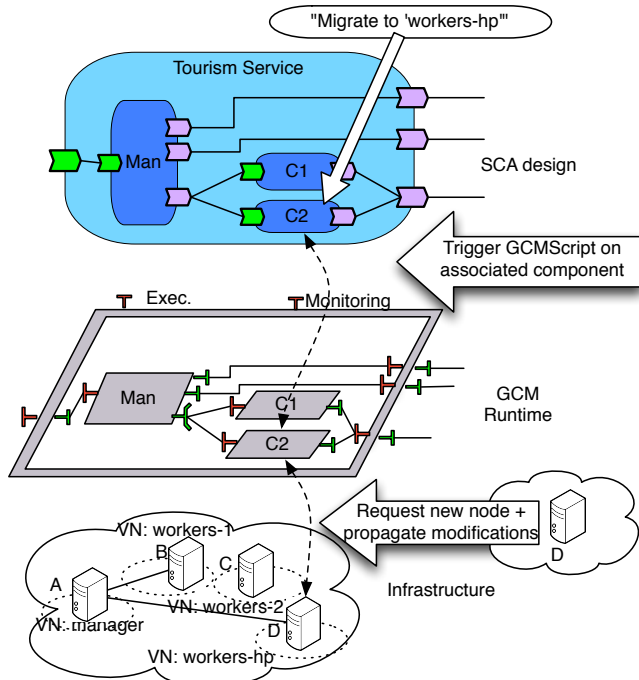 "Migrate to 'workers-hp'"
Tourism Service
Man
C1
C2
SCA design
Trigger GCMScript on
associated component
Exec.
Monitoring
Man
C1
C2
GCM
Runtime
Request new node +
propagate modifications
D
VN: workers-1
B
C
A
VN: workers-2
VN: manager
D
VN: workers-hp
Infrastructure